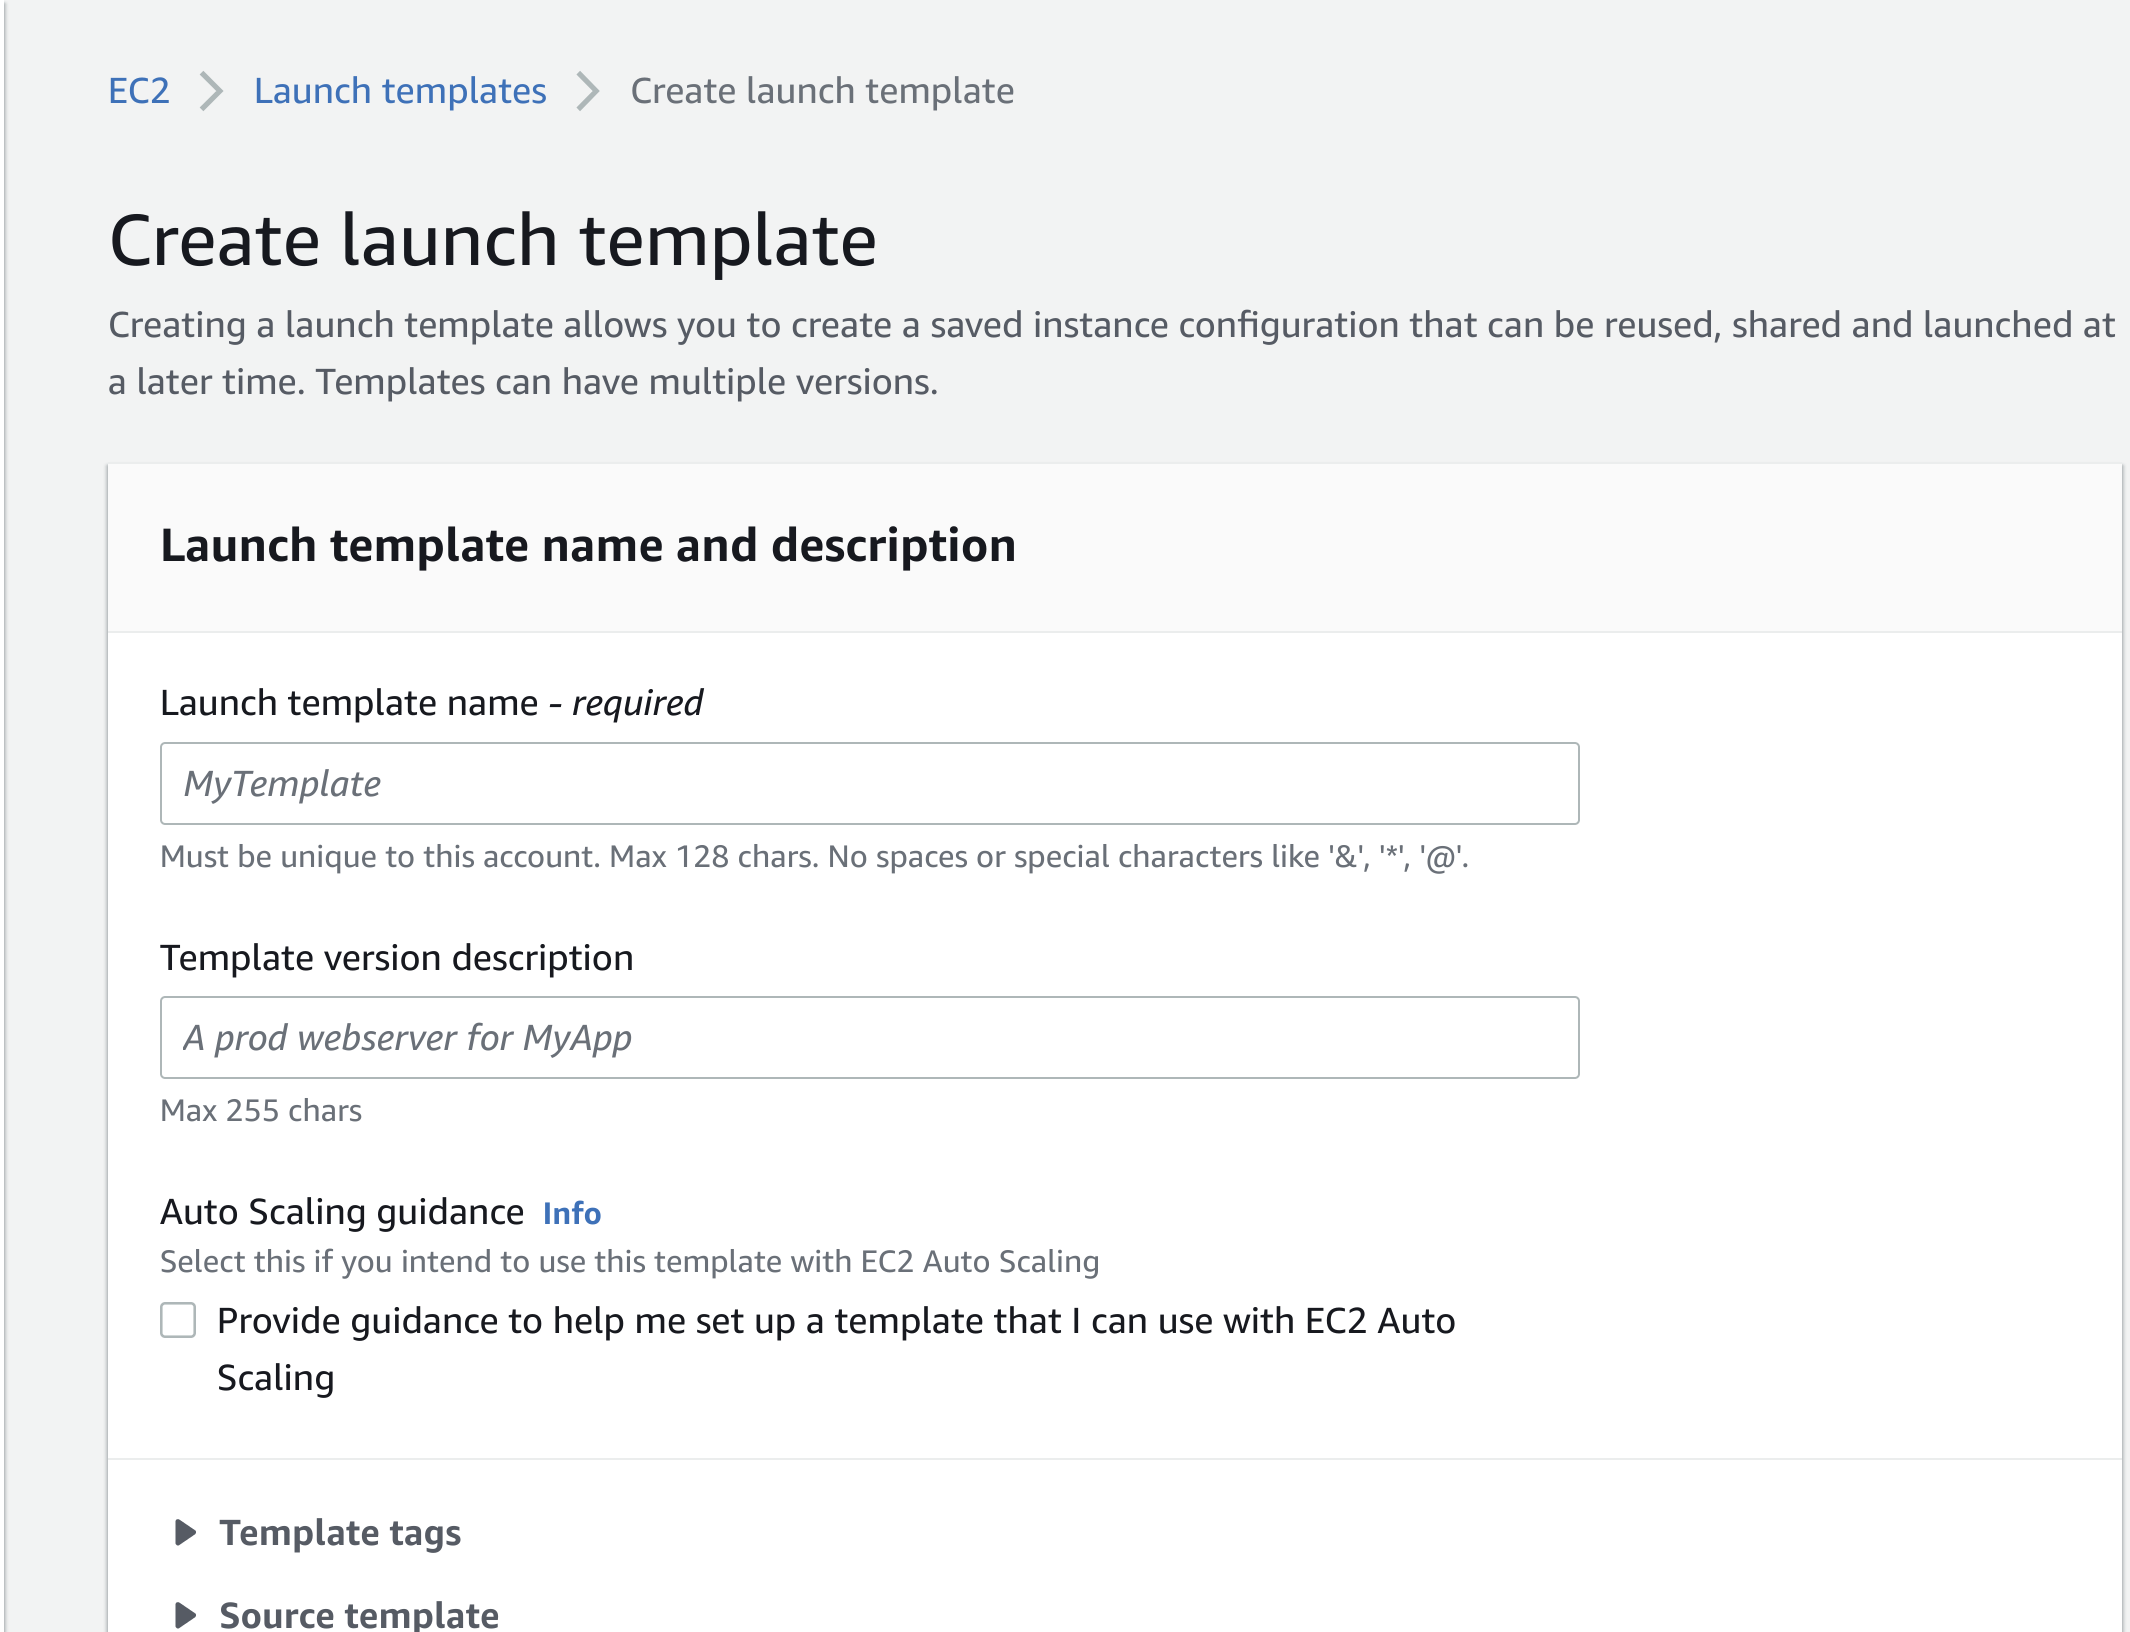 EC2 > Launch templates > Create launch template
Create launch template
Creating a launch template allows you to create a saved instance configuration that can be reused, shared and launched at
a later time. Templates can have multiple versions.
Launch template name and description
Launch template name - required
MyTemplate
Must be unique to this account. Max 128 chars. No spaces or special characters like '&', '*', '@'.
Template version description
A prod webserver for MyApp
Max 255 chars
Auto Scaling guidance Info
Select this if you intend to use this template with EC2 Auto Scaling
Provide guidance to help me set up a template that I can use with EC2 Auto
Scaling
Template tags
Source template